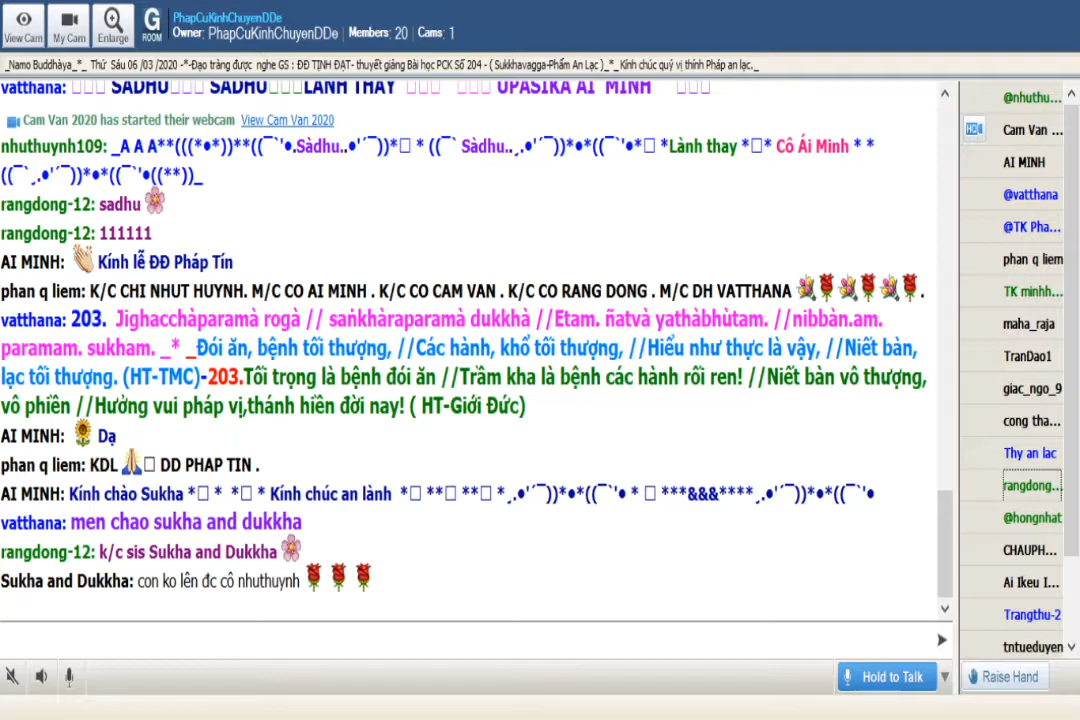 View Cam
My Cam
Enlarge
G
ROOM
PhapCuKinhChuyenDDe
Owner: PhapCuKinhChuyenDDe | Members: 20 | Cams: 1
_Namo Buddhàya_*_ Thứ Sáu 06 /03 /2020 -*-Đạo tràng được nghe GS : ĐĐ TỊNH ĐẠT- thuyết giảng Bài học PCK Số 204 - ( Sukkhavagga-Phẩm An Lạc )_*_ Kính chúc quý vị thính Pháp an lạc._
vatthana: SADHU SADHU LÀNH THAY UPASIKA AI MINH
Cam Van 2020 has started their webcam View Cam Van 2020
nhuthuynh109: _A A A**(((*•*))**((¯`'•.Sàdhu..•'´¯))*□ * ((¯` Sàdhu..¸.•'´¯))*•*((¯`'•*□ *Lành thay *□* Cô Ái Minh * *
((¯`¸.•'´¯))*•*((¯`'•((**))_
rangdong-12: sadhu
rangdong-12: 111111
AI MINH: Kính lễ ĐĐ Pháp Tín
phan q liem: K/C CHI NHUT HUYNH. M/C CO AI MINH . K/C CO CAM VAN . K/C CO RANG DONG . M/C DH VATTHANA .
vatthana: 203. Jighacchàparamà rogà // saṅkhàraparamà dukkhà //Etam. ñatvà yathàbhùtam. //nibbàn.am.
paramam. sukham. _* _Đói ăn, bệnh tối thượng, //Các hành, khổ tối thượng, //Hiểu như thực là vậy, //Niết bàn,
lạc tối thượng. (HT-TMC)-203.Tối trọng là bệnh đói ăn //Trầm kha là bệnh các hành rối ren! //Niết bàn vô thượng,
vô phiền //Hưởng vui pháp vị,thánh hiền đời nay! ( HT-Giới Đức)
AI MINH: Dạ
phan q liem: KDL □ DD PHAP TIN .
AI MINH: Kính chào Sukha *□ * *□ * Kính chúc an lành *□ **□ **□ *¸.•'´¯))*•*((¯`'• * □ ***&&&****¸.•'´¯))*•*((¯`'•
vatthana: men chao sukha and dukkha
rangdong-12: k/c sis Sukha and Dukkha
Sukha and Dukkha: con ko lên đc cô nhuthuynh
Hold to Talk
@nhuthu...
HD
Cam Van ...
AI MINH
@vatthana
@TK Pha...
phan q liem
TK minhh...
maha_raja
TranDao1
giac_ngo_9
cong tha...
Thy an lac
rangdong...
@hongnhat
CHAUPH...
Ai Ikeu I...
Trangthu-2
tntueduyen
Raise Hand